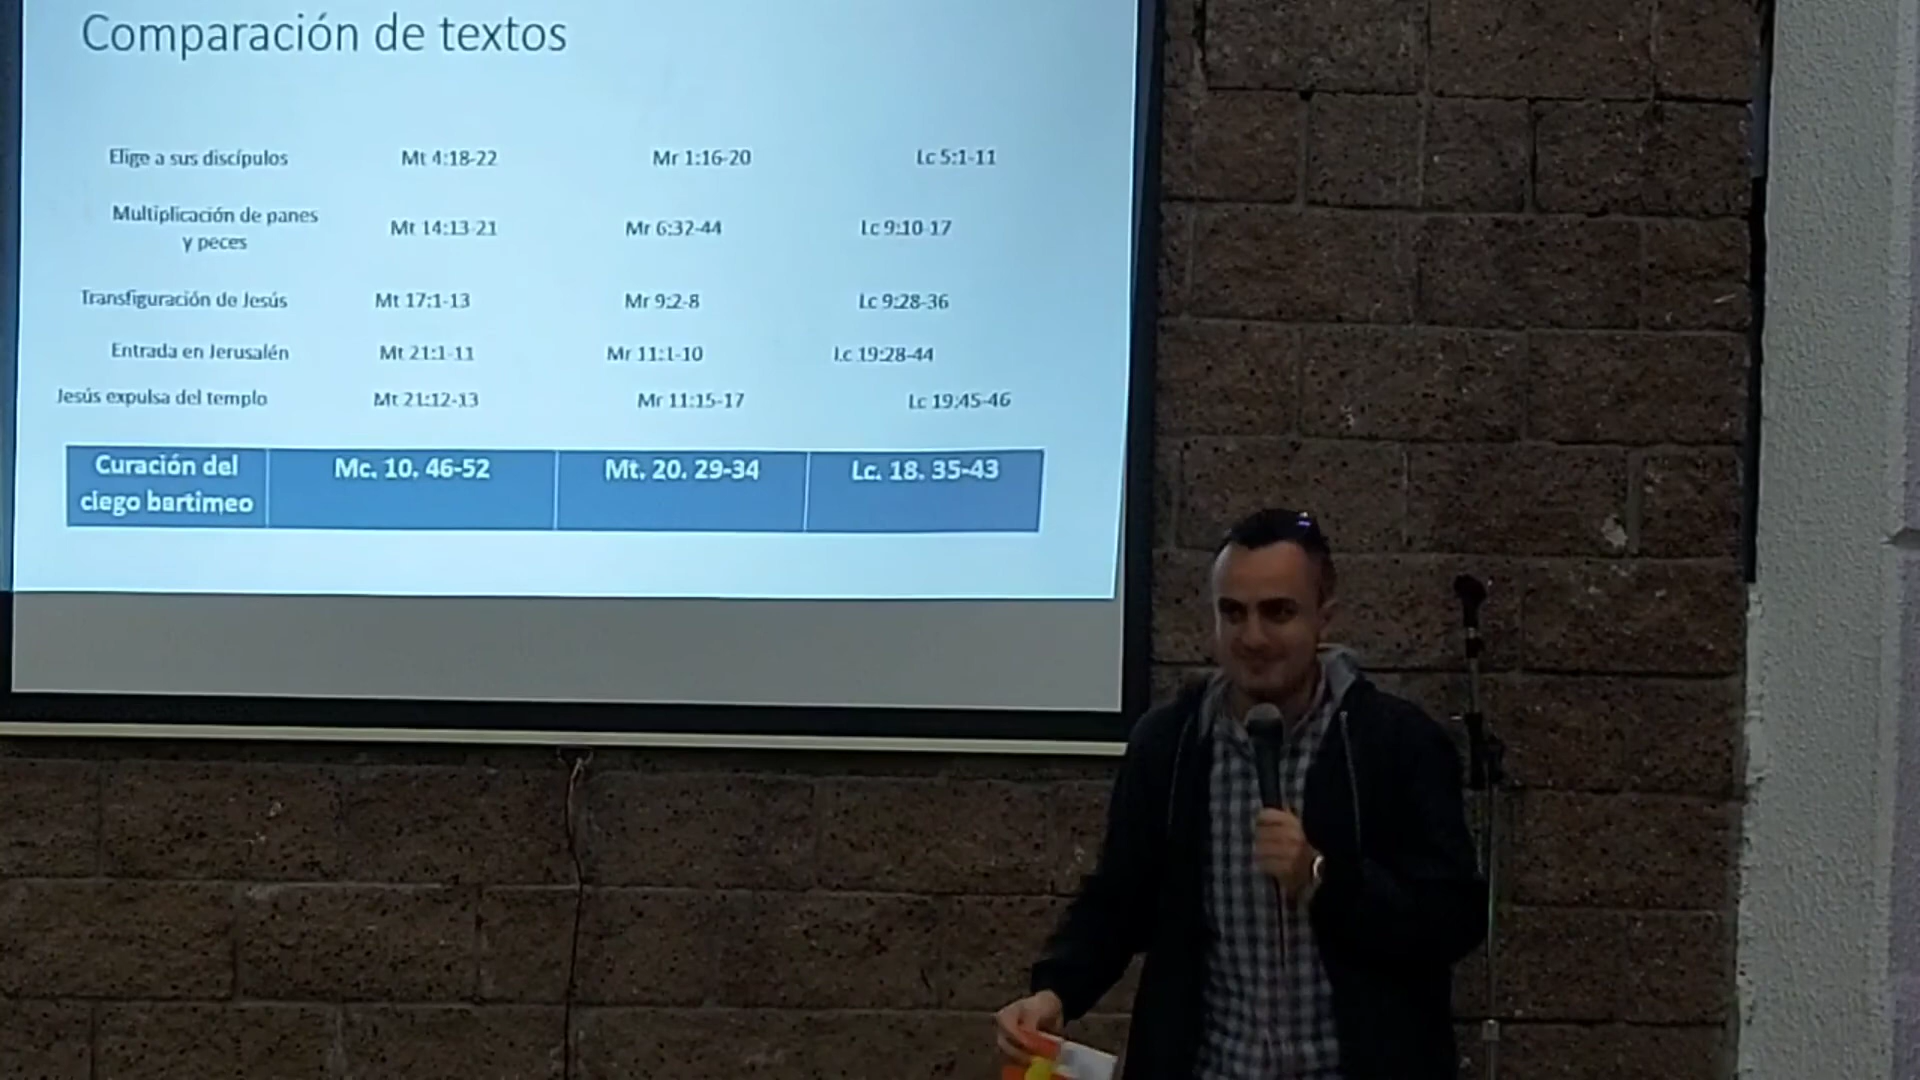 Comparación de textos
Elige a sus discípulos Mt 4:18-22 Mr 1:16-20 Lc 5:1-11
Multiplicación de panes
y peces Mt 14:13-21 Mr 6:32-44 Lc 9:10-17
Transfiguración de Jesús Mt 17:1-13 Mr 9:2-8 Lc 9:28-36
Entrada en Jerusalén Mt 21:1-11 Mr 11:1-10 Lc 19:28-44
Jesús expulsa del templo Mt 21:12-13 Mr 11:15-17 Lc 19:45-46
Curación del Mc. 10. 46-52 Mt. 20. 29-34 Lc. 18. 35-43
ciego bartimeo